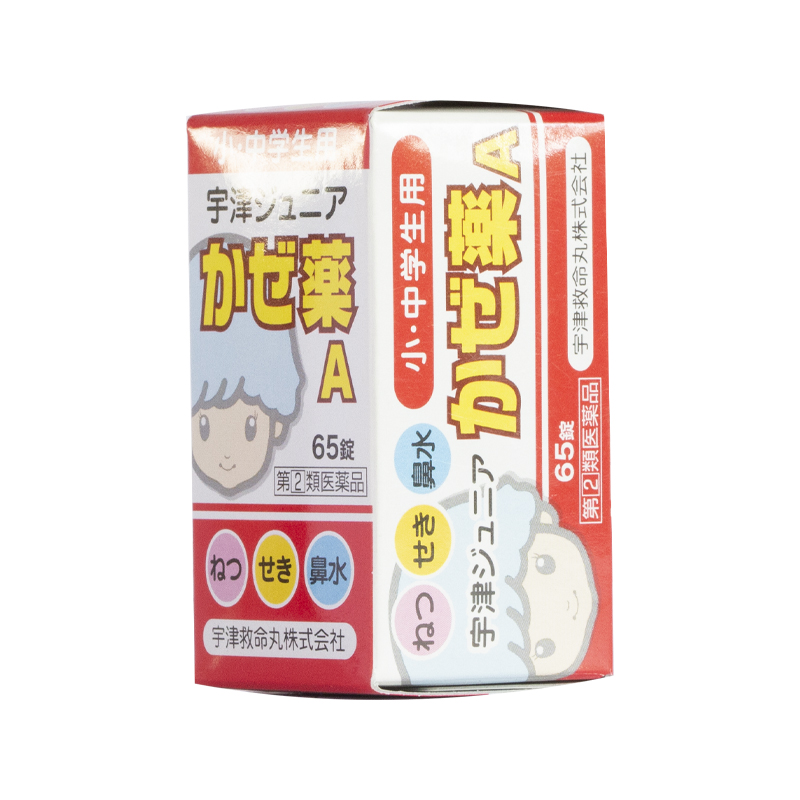 小・中学生用
宇津ジュニア
かぜ薬
A
65錠
第②類医薬品
ねつ
せき
鼻水
宇津救命丸株式会社
小・中学生用
宇津ジュニア
かぜ薬A
ねつ
せき
鼻水
宇津救命丸株式会社
65錠
第②類医薬品